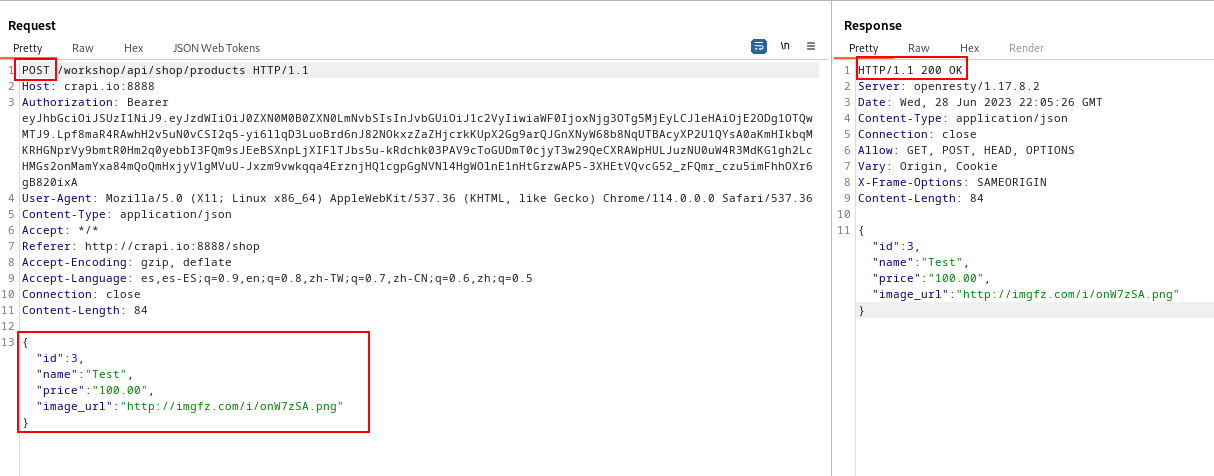 Request
Pretty Raw Hex JSON Web Tokens \n
1 POST /workshop/api/shop/products HTTP/1.1
2 Host: crapi.io:8888
3 Authorization: Bearer
eyJhbGciOiJSUzI1NiJ9.eyJzdWIiOiJ0ZXN0M0B0ZXN0LmNvbSIsInJvbGUiOiJ1c2VyIiwiaWF0IjoxNjg3OTg5MjEyLCJleHAiOjE2ODg1OTQw
MTJ9.Lpf8maR4RAwhH2v5uN0vCSI2q5-yi6llqD3LuoBrd6nJ82NOkxzZaZHjcrkKUpX2Gg9arQJGnXNyW68b8NqUTBAcyXP2U1QYsA0aKmHIkbqM
KRHGNprVy9bmtR0Hm2q0yebbI3FQm9sJEeBSXnpLjXIFlTJbs5u-kRdchk03PAV9cToGUDmT0cjyT3w29QeCXRAWpHULJuzNU0uW4R3MdKG1gh2Lc
HMGs2onMamYxa84mQoQmHxjyV1gMVuU-Jxzm9vwkqqa4ErznjHQ1cgpGgNVNl4HgWOlnE1nHtGrzwAP5-3XHEtVQvcG52_zFQmr_czu5imFhhOXr6
gB820ixA
4 User-Agent: Mozilla/5.0 (X11; Linux x86_64) AppleWebKit/537.36 (KHTML, like Gecko) Chrome/114.0.0.0 Safari/537.36
5 Content-Type: application/json
6 Accept: */*
7 Referer: http://crapi.io:8888/shop
8 Accept-Encoding: gzip, deflate
9 Accept-Language: es,es-ES;q=0.9,en;q=0.8,zh-TW;q=0.7,zh-CN;q=0.6,zh;q=0.5
10 Connection: close
11 Content-Length: 84
12
13 {
"id":3,
"name":"Test",
"price":"100.00",
"image_url":"http://imgfz.com/i/onW7zSA.png"
}
Response
Pretty Raw Hex Render
1 HTTP/1.1 200 OK
2 Server: openresty/1.17.8.2
3 Date: Wed, 28 Jun 2023 22:05:26 GMT
4 Content-Type: application/json
5 Connection: close
6 Allow: GET, POST, HEAD, OPTIONS
7 Vary: Origin, Cookie
8 X-Frame-Options: SAMEORIGIN
9 Content-Length: 84
10
11 {
"id":3,
"name":"Test",
"price":"100.00",
"image_url":"http://imgfz.com/i/onW7zSA.png"
}